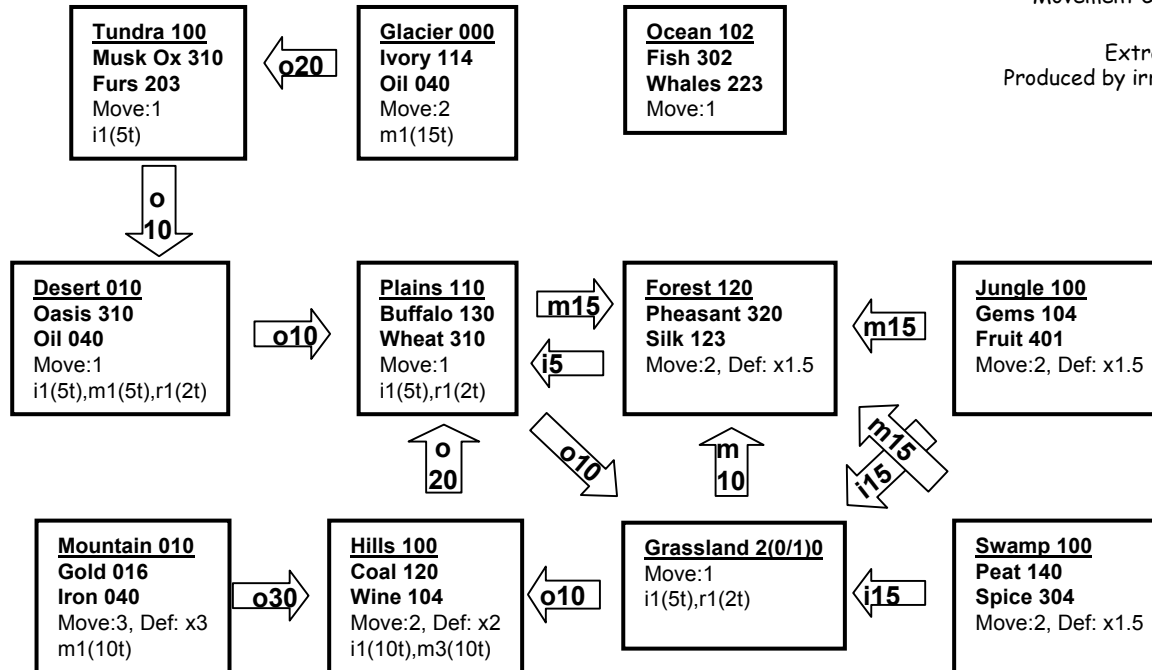 Movement
Extr
Produced by irr
Tundra 100
Musk Ox 310
Furs 203
Move:1
i1(5t)
o20
Glacier 000
Ivory 114
Oil 040
Move:2
m1(15t)
Ocean 102
Fish 302
Whales 223
Move:1
o
10
Desert 010
Oasis 310
Oil 040
Move:1
i1(5t),m1(5t),r1(2t)
o10
Plains 110
Buffalo 130
Wheat 310
Move:1
i1(5t),r1(2t)
m15
i5
Forest 120
Pheasant 320
Silk 123
Move:2, Def: x1.5
m15
Jungle 100
Gems 104
Fruit 401
Move:2, Def: x1.5
o
20
o10
m
10
m15
i15
Mountain 010
Gold 016
Iron 040
Move:3, Def: x3
m1(10t)
o30
Hills 100
Coal 120
Wine 104
Move:2, Def: x2
i1(10t),m3(10t)
o10
Grassland 2(0/1)0
Move:1
i1(5t),r1(2t)
i15
Swamp 100
Peat 140
Spice 304
Move:2, Def: x1.5